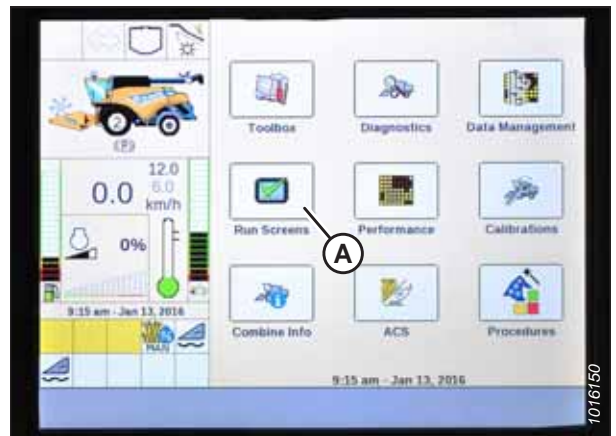 2
(P)
12.0
6.0
0.0
km/h
0%
9:15 am - Jan 13, 2016
MAN
Toolbox
Diagnostics
Data Management
Run Screens
Performance
Calibrations
A
Combine Info
ACS
Procedures
9:15 am - Jan 13, 2016
1016150